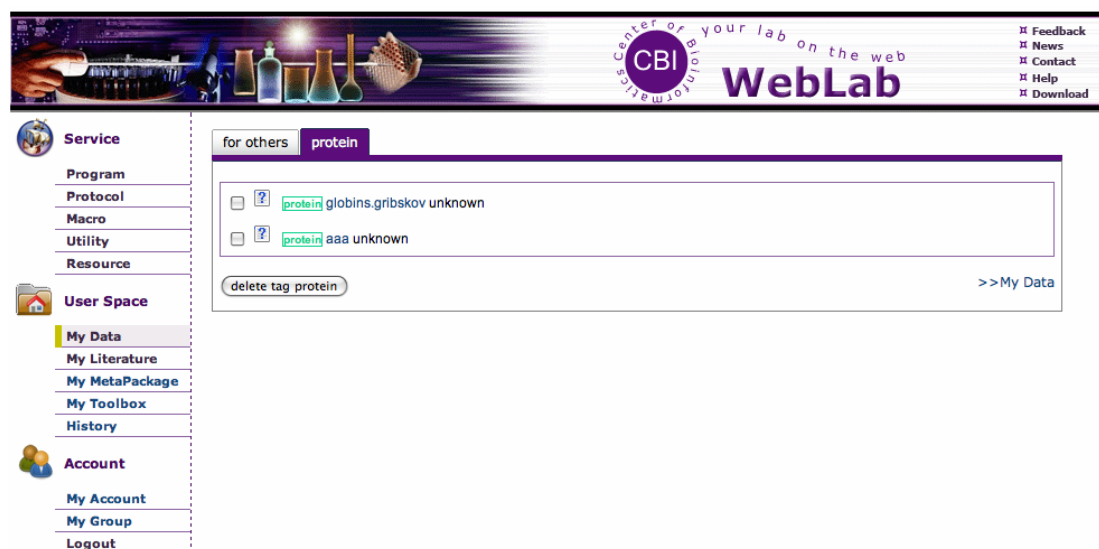 Center of Bioinformatics
CBI
your lab on the web
WebLab
¤ Feedback
¤ News
¤ Contact
¤ Help
¤ Download
Service
Program
Protocol
Macro
Utility
Resource
User Space
My Data
My Literature
My MetaPackage
My Toolbox
History
Account
My Account
My Group
Logout
for others protein
? protein globins.gribskov unknown
? protein aaa unknown
delete tag protein
>>My Data